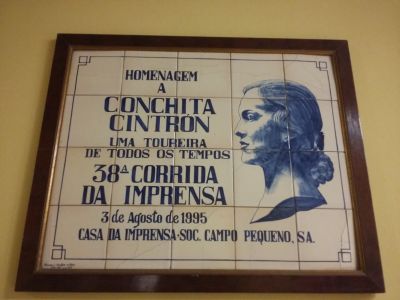 HOMENAGEM
A
CONCHITA
CINTRÓN
UMA TOUREIRA
DE TODOS OS TEMPOS
38ª CORRIDA
DA IMPRENSA
3 de Agosto de 1995
CASA DA IMPRENSA·SOC. CAMPO PEQUENO, S.A.